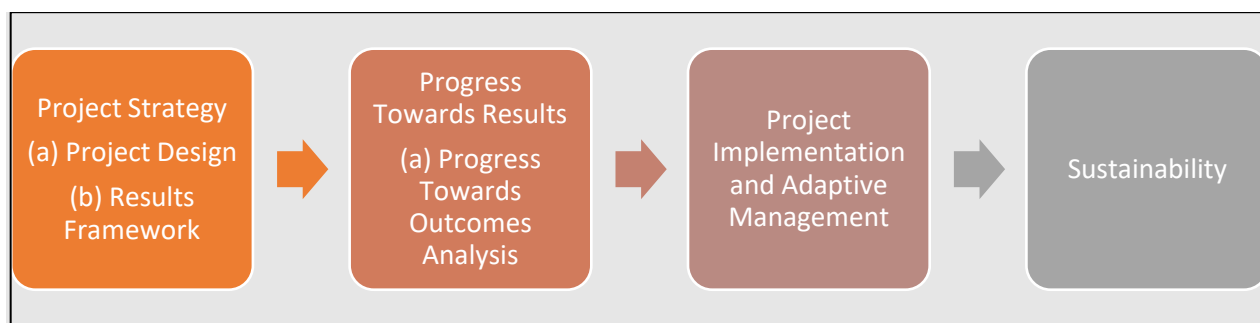 Project Strategy
(a) Project Design
(b) Results
Framework
Progress
Towards Results
(a) Progress
Towards
Outcomes
Analysis
Project
Implementation
and Adaptive
Management
Sustainability